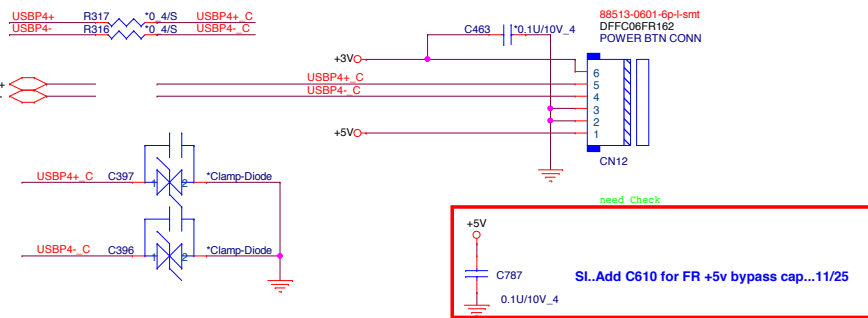 USBP4+ R317 *0_4/S USBP4+_C
USBP4- R316 *0_4/S USBP4-_C
88513-0601-6p-l-smt
DFFC06FR162
POWER BTN CONN
C463 *0.1U/10V_4
+3V
+
-
USBP4+_C
USBP4-_C
+5V
6
5
4
3
2
1
CN12
USBP4+_C C397 1 2 *Clamp-Diode
USBP4-_C C396 1 2 *Clamp-Diode
need Check
+5V
C787
0.1U/10V_4
SI..Add C610 for FR +5v bypass cap...11/25